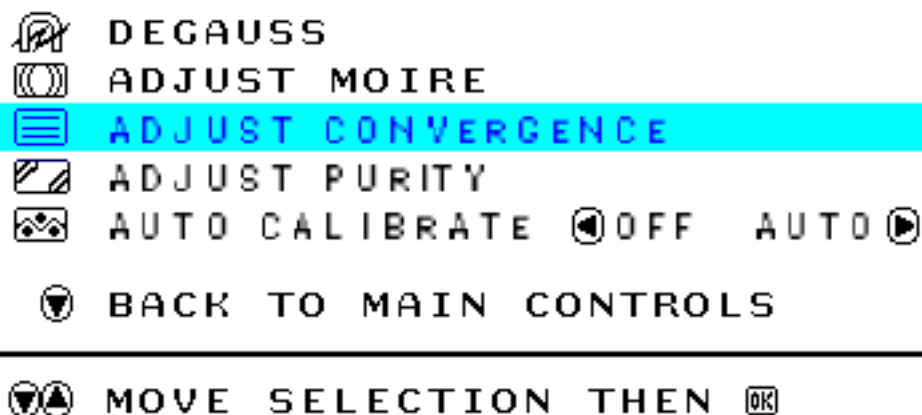 DEGAUSS
ADJUST MOIRE
ADJUST CONVERGENCE
ADJUST PURITY
AUTO CALIBRATE OFF AUTO
BACK TO MAIN CONTROLS
MOVE SELECTION THEN OK